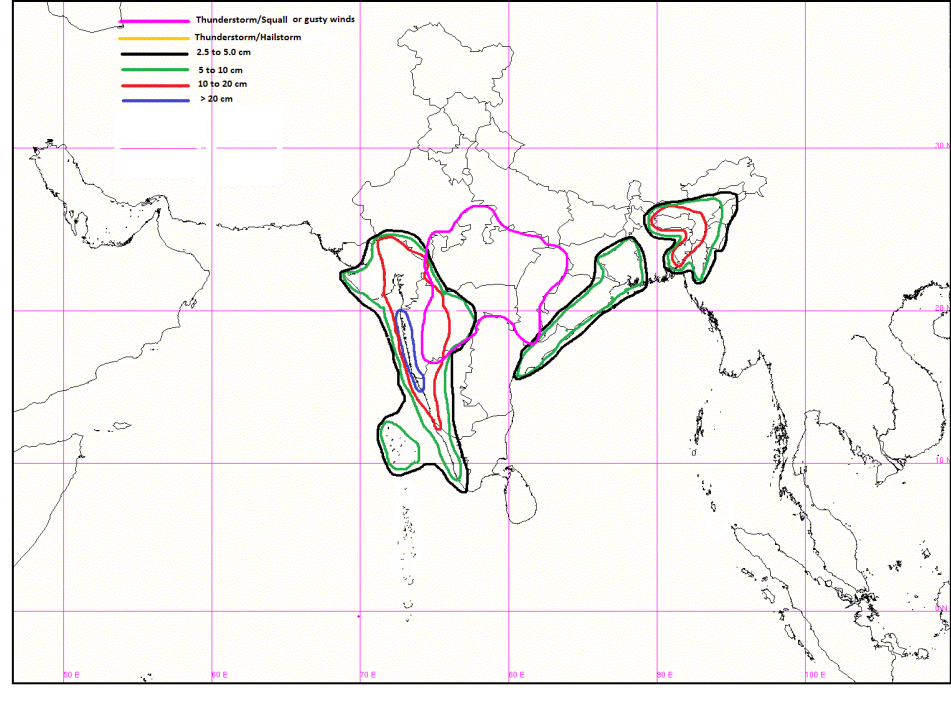 Thunderstorm/Squall or gusty winds
Thunderstorm/Hailstorm
2.5 to 5.0 cm
5 to 10 cm
10 to 20 cm
> 20 cm
30 N
20 N
10 N
70 E
80 E
90 E
100 E